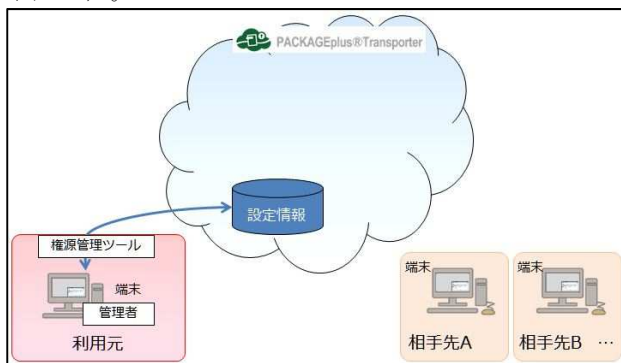 PACKAGEplus®Transporter
設定情報
権源管理ツール
端末
管理者
利用元
端末
相手先A
端末
相手先B …